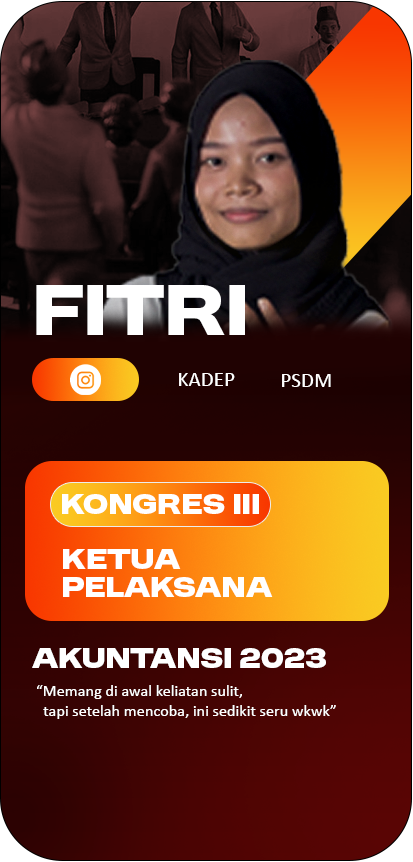 FITRI
KADEP PSDM
KONGRES III
KETUA
PELAKSANA
AKUNTANSI 2023
“Memang di awal keliatan sulit,
tapi setelah mencoba, ini sedikit seru wkwk”